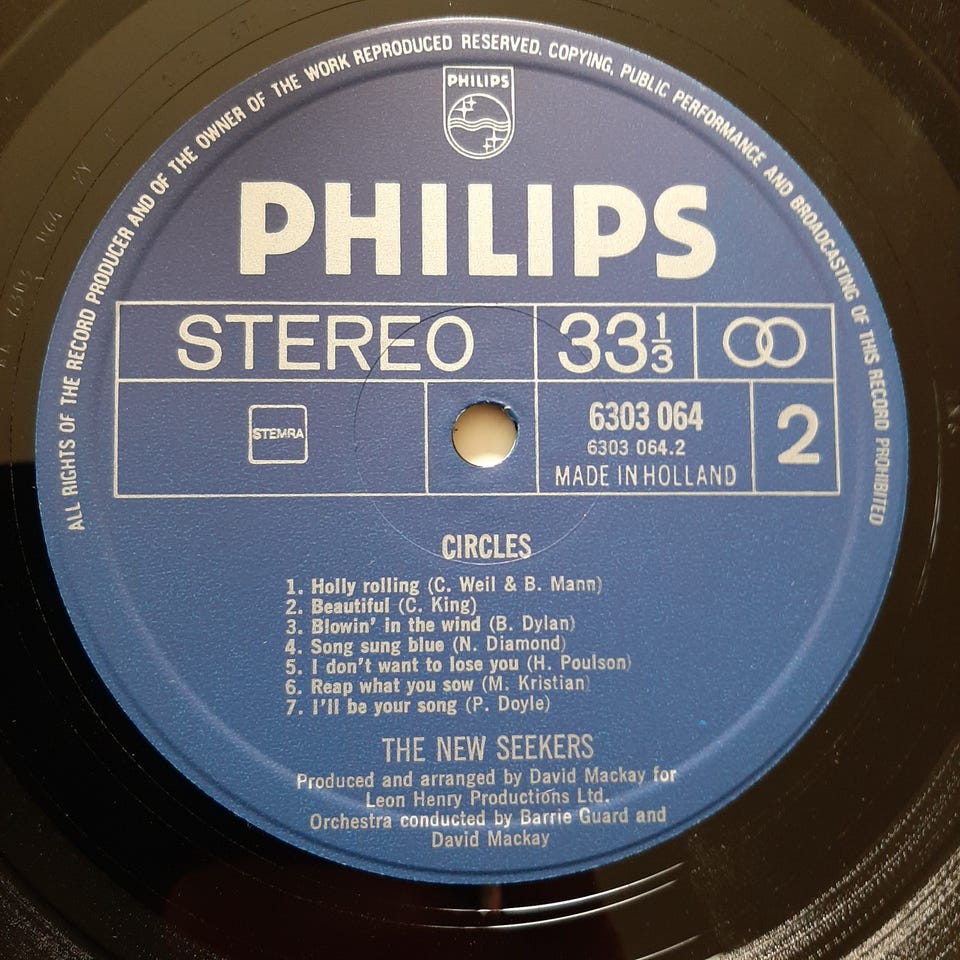 ALL RIGHTS OF THE RECORD PRODUCER AND OF THE OWNER OF THE WORK REPRODUCED RESERVED. COPYING, PUBLIC PERFORMANCE AND BROADCASTING OF THIS RECORD PROHIBITED
PHILIPS
PHILIPS
STEREO 33 1/3
STEMRA
6303 064
6303 064.2
MADE IN HOLLAND
2
CIRCLES
1. Holly rolling (C. Weil & B. Mann)
2. Beautiful (C. King)
3. Blowin' in the wind (B. Dylan)
4. Song sung blue (N. Diamond)
5. I don't want to lose you (H. Poulson)
6. Reap what you sow (M. Kristian)
7. I'll be your song (P. Doyle)
THE NEW SEEKERS
Produced and arranged by David Mackay for
Leon Henry Productions Ltd.
Orchestra conducted by Barrie Guard and
David Mackay